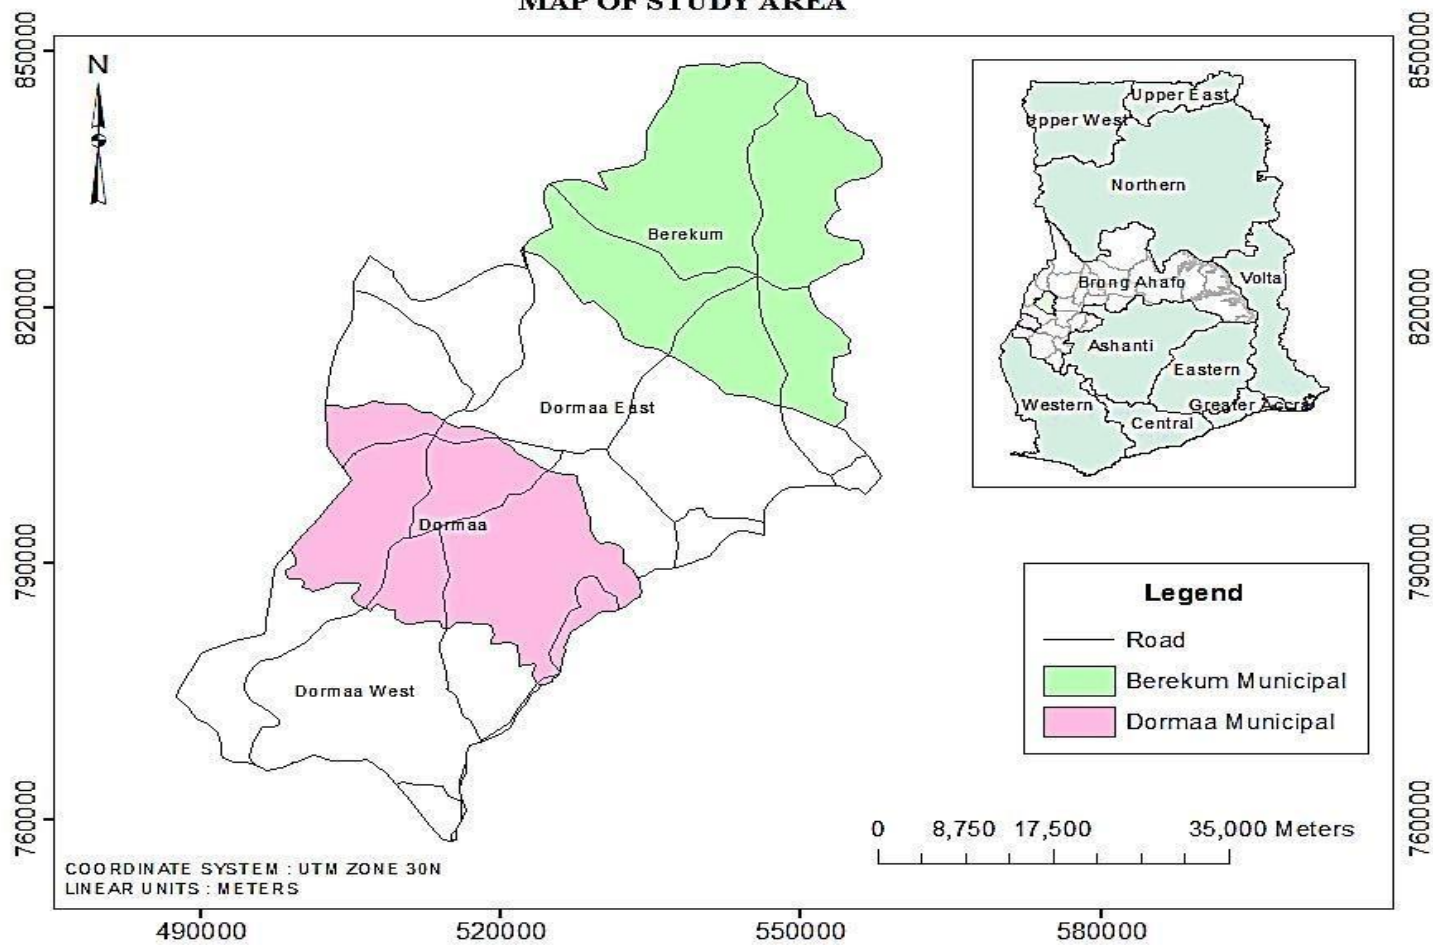 MAP OF STUDY AREA
850000
850000
N
Upper East
Upper West
Northern
Berekum
Volta
Brong Ahafo
820000
820000
Ashanti
Eastern
Dormaa East
Western
Greater Accra
Central
Dormaa
790000
790000
Legend
Road
Berekum Municipal
Dormaa Municipal
Dormaa West
760000
760000
0 8,750 17,500 35,000 Meters
COORDINATE SYSTEM : UTM ZONE 30N
LINEAR UNITS : METERS
490000 520000 550000 580000